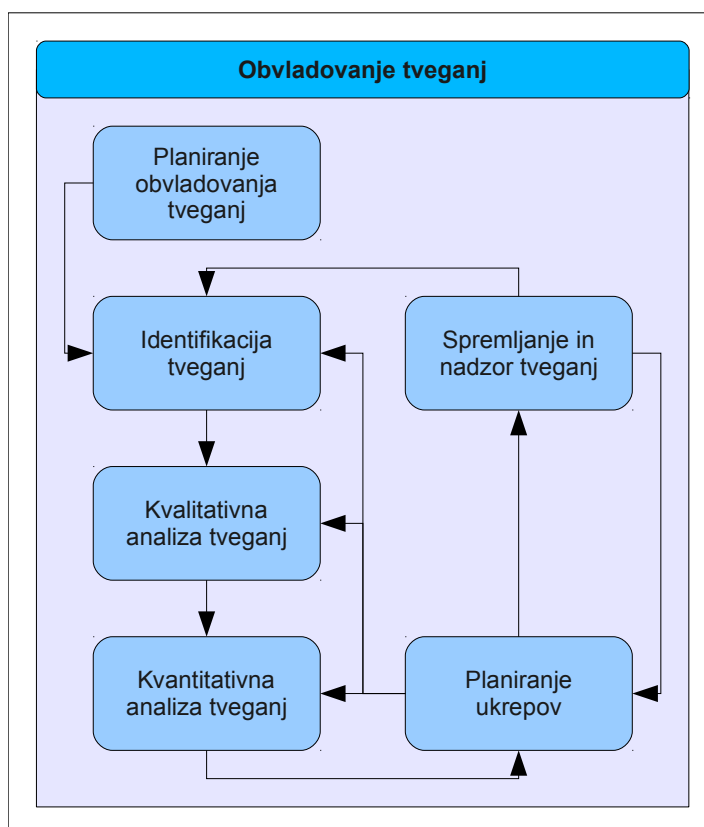 Obvladovanje tveganj
Planiranje
obvladovanja
tveganj
Identifikacija
tveganj
Spremljanje in
nadzor tveganj
Kvalitativna
analiza tveganj
Kvantitativna
analiza tveganj
Planiranje
ukrepov